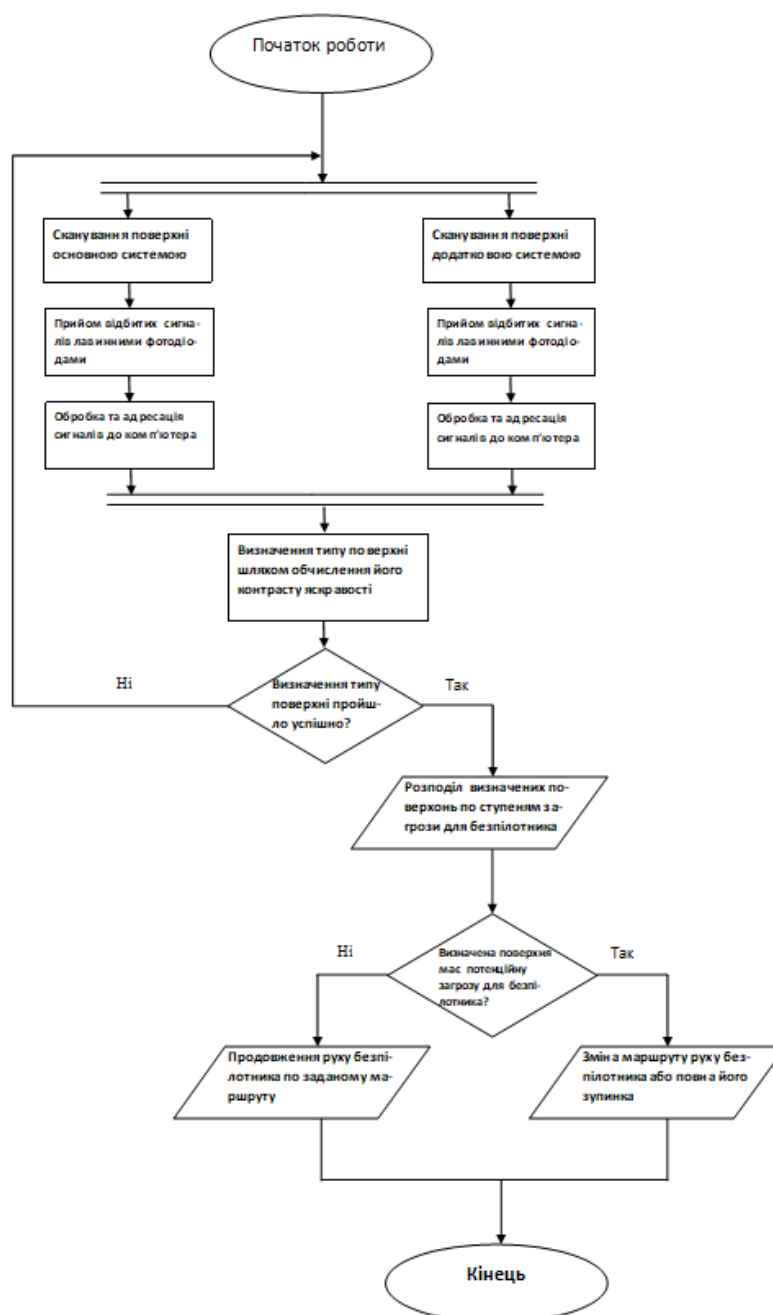 Початок роботи
Сканування поверхні
основною системою
Сканування поверхні
додатковою системою
Прийом відбитих сигна-
лів лавинними фотодіо-
дами
Прийом відбитих сигна-
лів лавинними фотодіо-
дами
Обробка та адресація
сигналів до комп'ютера
Обробка та адресація
сигналів до комп'ютера
Визначення типу поверхні
шляхом обчислення його
контрасту яскравості
Ні
Визначення типу
поверхні пройш-
ло успішно?
Так
Розподіл визначених по-
верхонь по ступеням за-
грози для безпілотника
Ні
Визначена поверхня
має потенційну
загрозу для безпі-
лотника?
Так
Продовження руху безпі-
лотника по заданому ма-
ршруту
Зміна маршруту руху без-
пілотника або повна його
зупинка
Кінець